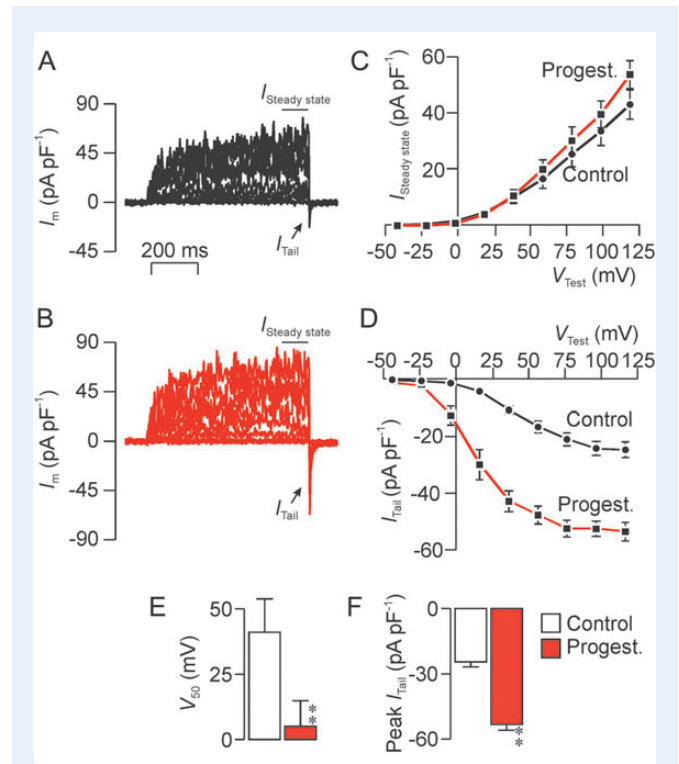 A
90
45
0
-45
I_m (pA pF⁻¹)
I_Steady state
I_Tail
200 ms
B
90
45
0
-45
-90
I_m (pA pF⁻¹)
I_Steady state
I_Tail
C
60
40
20
I_Steady state (pA pF⁻¹)
Progest.
Control
-50 -25 0 25 50 75 100 125
V_Test (mV)
D
V_Test (mV)
-50 -25 0 25 50 75 100 125
-20
-40
-60
I_Tail (pA pF⁻¹)
Control
Progest.
E
50
25
0
V_50 (mV)
**
F
0
-30
-60
Peak I_Tail (pA pF⁻¹)
**
Control
Progest.